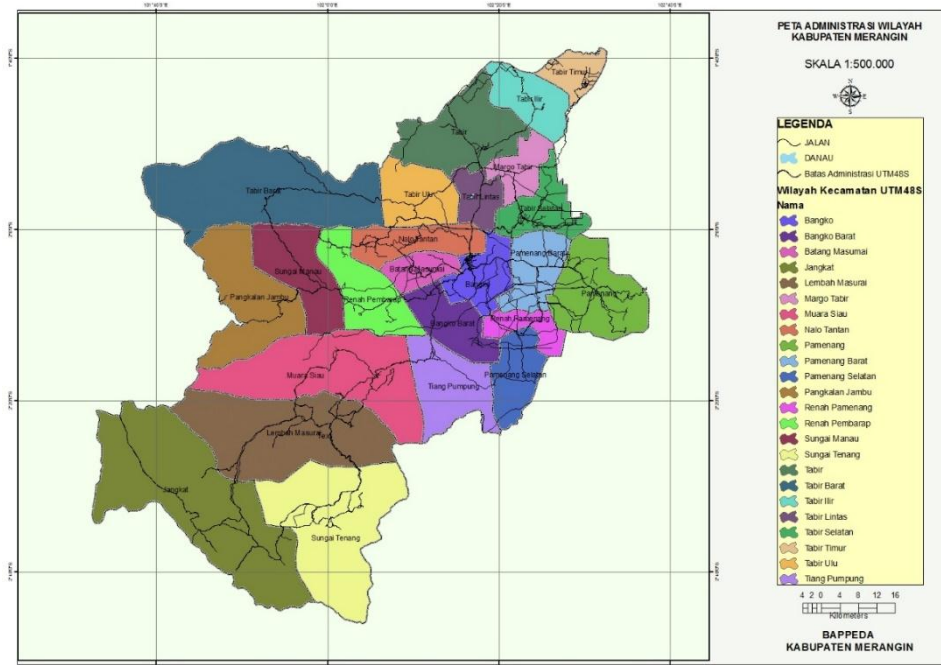 PETA ADMINISTRASI WILAYAH
KABUPATEN MERANGIN
SKALA 1:500.000
N
W
E
S
LEGENDA
JALAN
DANAU
Batas Administrasi UTM48S
Wilayah Kecamatan UTM48S
Nama
Bangko
Bangko Barat
Batang Masumai
Jangkat
Lembah Masurai
Margo Tabir
Muara Siau
Nalo Tantan
Pamenang
Pamenang Barat
Pamenang Selatan
Pangkalan Jambu
Renah Pamenang
Renah Pembarap
Sungai Manau
Sungai Tenang
Tabir
Tabir Barat
Tabir Ilir
Tabir Lintas
Tabir Selatan
Tabir Timur
Tabir Ulu
Tiang Pumpung
4 2 0 4 8 12 16
Kilometers
BAPPEDA
KABUPATEN MERANGIN
Tabir Timur
Tabir Ilir
Tabir
Margo Tabir
Tabir Barat
Tabir Ulu
Tabir Lintas
Tabir Selatan
Nalo Tantan
Pamenang Barat
Sungai Manau
Batang Masumai
Bangko
Pamenang
Pangkalan Jambu
Renah Pembarap
Bangko Barat
Renah Pamenang
Muara Siau
Tiang Pumpung
Pamenang Selatan
Lembah Masurai
Jangkat
Sungai Tenang